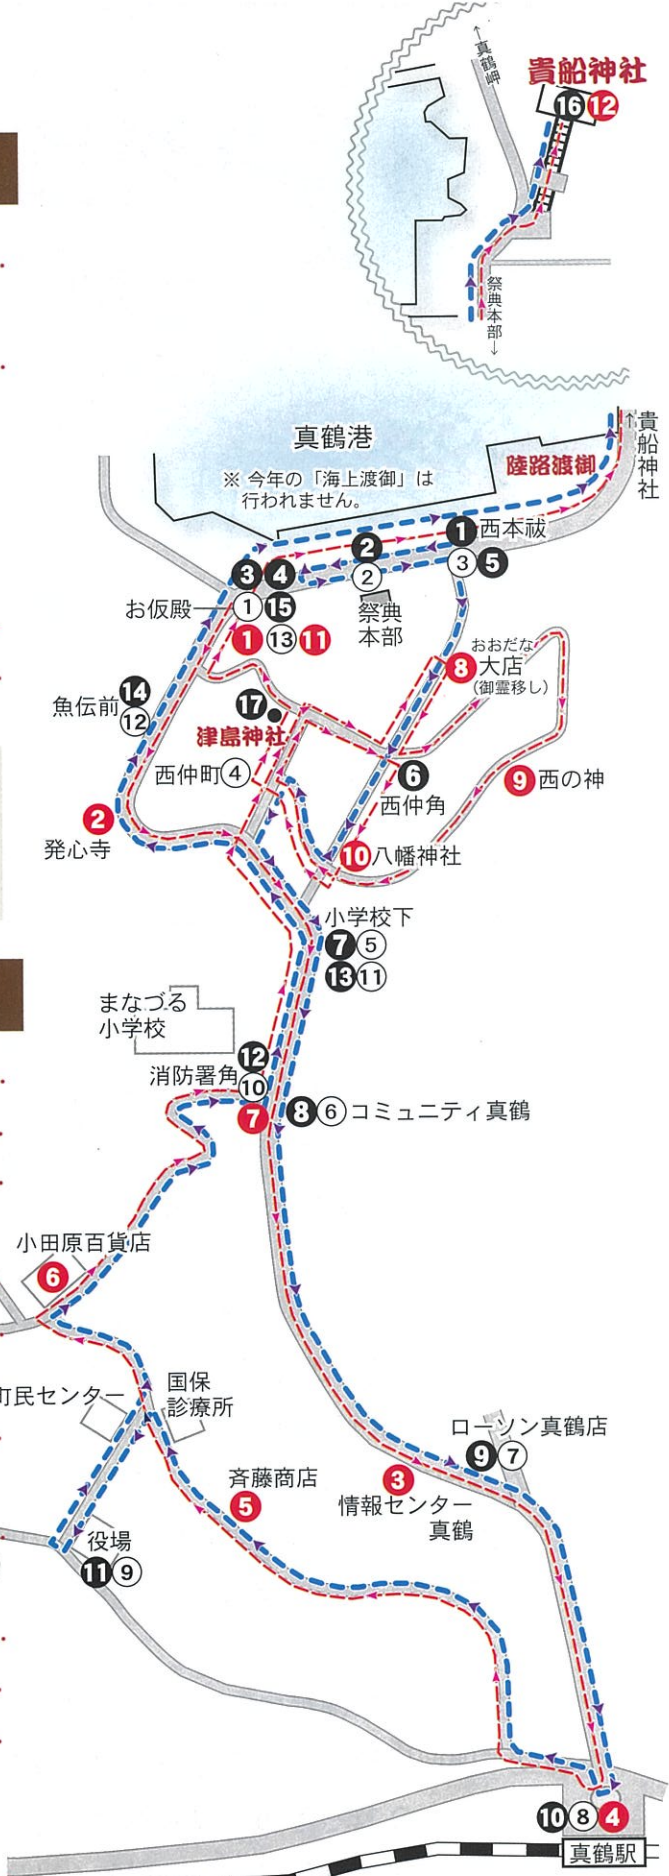 ↑真鶴岬
貴船神社
16 12
祭典本部↓
真鶴港
※ 今年の「海上渡御」は
行われません。
陸路渡御
↑貴船神社
1 西本祓
2
3 4
② ③ 5
お仮殿 ① 15
祭典
本部
1 ⑬ 11
おおだな
8 大店
(御霊移し)
14
魚伝前 ⑫
17
津島神社
西仲町④
6
西仲角
9 西の神
2
発心寺
10 八幡神社
小学校下
7 ⑤
13 ⑪
まなづる
小学校
12
消防署角 ⑩
7
8 ⑥ コミュニティ真鶴
小田原百貨店
6
町民センター
国保
診療所
ローソン真鶴店
9 ⑦
斉藤商店
5
3
情報センター
真鶴
役場
11 ⑨
10 ⑧ 4
真鶴駅